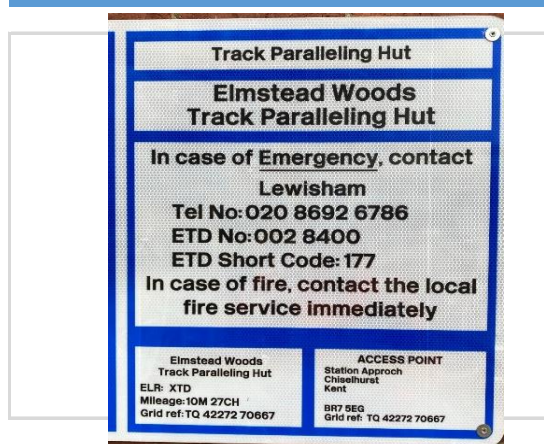 Track Paralleling Hut
Elmstead Woods
Track Paralleling Hut
In case of Emergency, contact
Lewisham
Tel No: 020 8692 6786
ETD No: 002 8400
ETD Short Code: 177
In case of fire, contact the local
fire service immediately
Elmstead Woods
Track Paralleling Hut
ELR: XTD
Mileage: 10M 27CH
Grid ref: TQ 42272 70667
ACCESS POINT
Station Approch
Chiselhurst
Kent
BR7 5EG
Grid ref: TQ 42272 70667